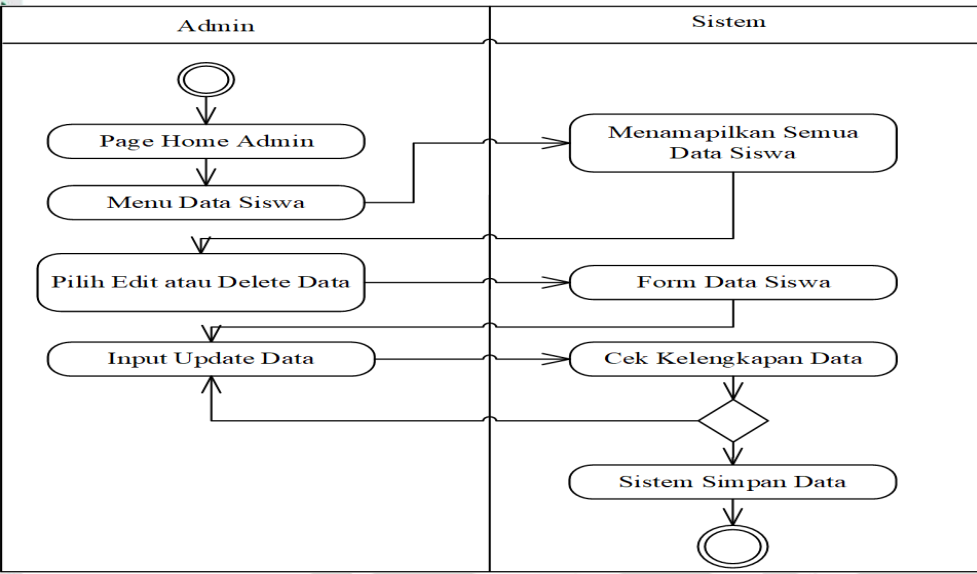 Admin
Sistem
Page Home Admin
Menamapilkan Semua
Data Siswa
Menu Data Siswa
Pilih Edit atau Delete Data
Form Data Siswa
Input Update Data
Cek Kelengkapan Data
Sistem Simpan Data